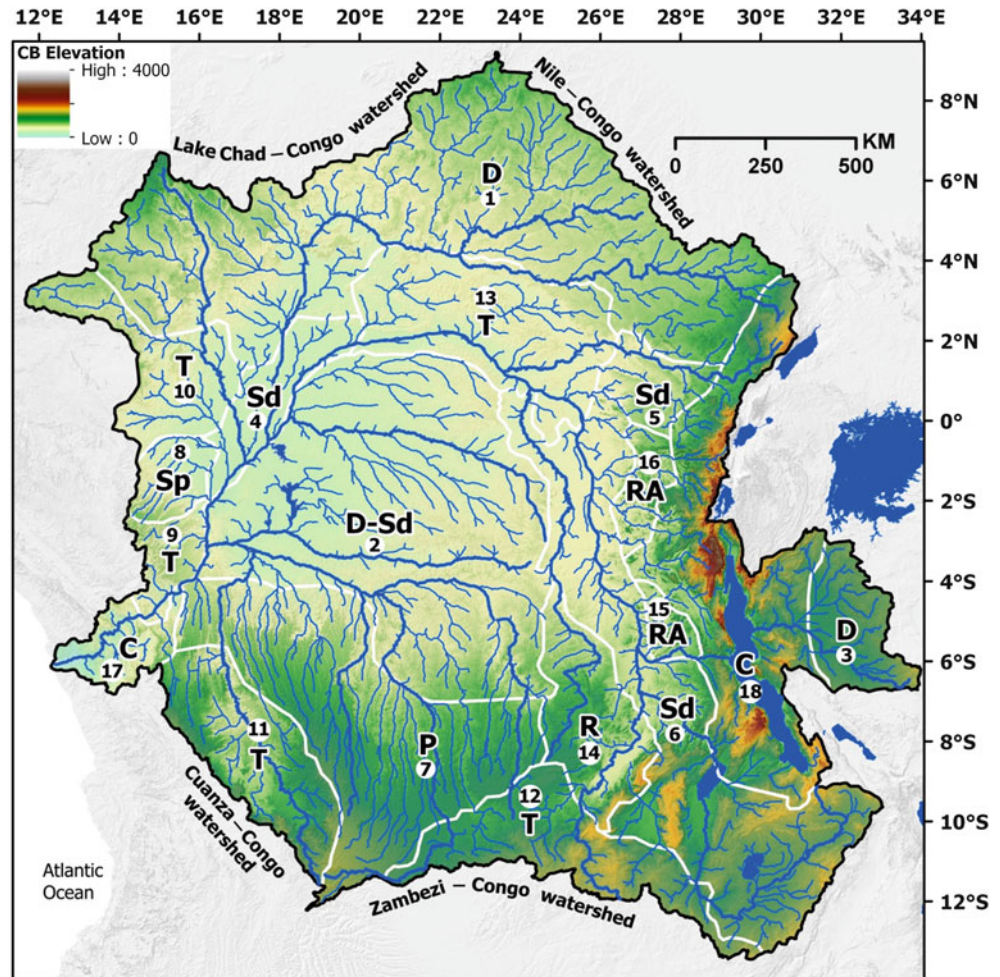 12°E 14°E 16°E 18°E 20°E 22°E 24°E 26°E 28°E 30°E 32°E 34°E
CB Elevation
High : 4000
Low : 0
Lake Chad – Congo watershed
Nile – Congo watershed
8°N
KM
0 250 500
D
1
6°N
4°N
13
T
2°N
T
10
Sd
4
Sd
5
0°
8
Sp
16
RA
2°S
9
T
D-Sd
2
4°S
15
RA
D
3
C
17
C
18
6°S
11
T
P
7
R
14
Sd
6
8°S
12
T
10°S
Cuanza – Congo
watershed
Atlantic
Ocean
Zambezi – Congo watershed
12°S